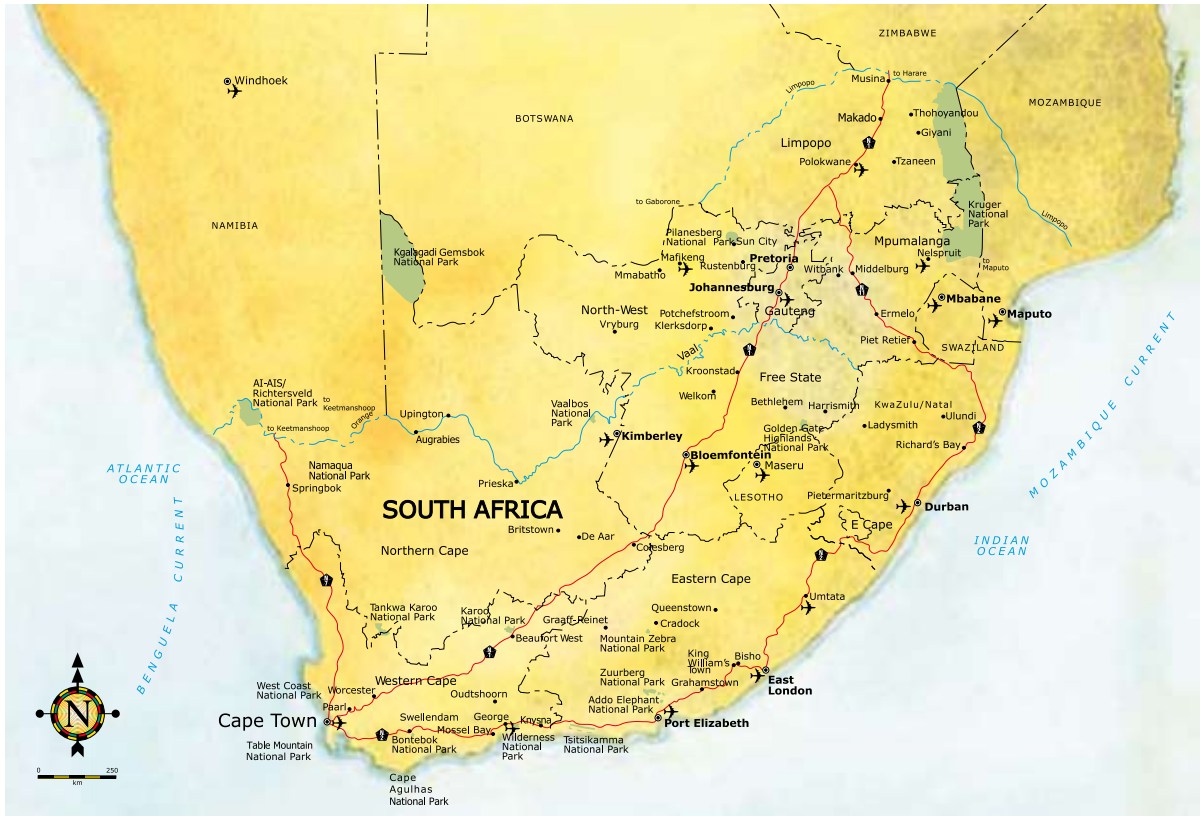 ZIMBABWE
Windhoek
Musina
to Harare
Limpopo
MOZAMBIQUE
BOTSWANA
Makado
Thohoyandou
Giyani
Limpopo
Polokwane
Tzaneen
to Gaborone
Kruger
National
Park
Limpopo
NAMIBIA
Pilanesberg
National Park
Sun City
Mpumalanga
Kgalagadi Gemsbok
National Park
Mafikeng
Pretoria
Nelspruit
Rustenburg
Witbank
Middelburg
to
Maputo
Mmabatho
Johannesburg
Mbabane
North-West
Potchefstroom
Gauteng
Ermelo
Maputo
Vryburg
Klerksdorp
Piet Retief
SWAZILAND
Vaal
Kroonstad
Free State
AI-AIS/
Richtersveld
National Park
to
Keetmanshoop
Welkom
Bethlehem
Harrismith
KwaZulu/Natal
Vaalbos
National
Park
Upington
Orange
to Keetmanshoop
Ulundi
Ladysmith
Augrabies
Kimberley
Golden Gate
Highlands
National Park
Richard's Bay
MOZAMBIQUE CURRENT
Bloemfontein
Maseru
ATLANTIC
OCEAN
Namaqua
National Park
Springbok
Prieska
LESOTHO
Pietermaritzburg
Durban
SOUTH AFRICA
Britstown
De Aar
E Cape
INDIAN
OCEAN
Northern Cape
Colesberg
BENGUELA CURRENT
N1
N2
N7
N11
Eastern Cape
Umtata
Tankwa Karoo
National Park
Karoo
National Park
Graaff-Reinet
Queenstown
Cradock
Beaufort West
Mountain Zebra
National Park
King
William's
Town
Bisho
Zuurberg
National Park
East
London
West Coast
National Park
Worcester
Western Cape
Oudtshoorn
Grahamstown
Paarl
Addo Elephant
National Park
Cape Town
Swellendam
George
Knysna
Port Elizabeth
Mossel Bay
Table Mountain
National Park
Bontebok
National Park
Wilderness
National
Park
Tsitsikamma
National Park
N
0 250
km
Cape
Agulhas
National Park